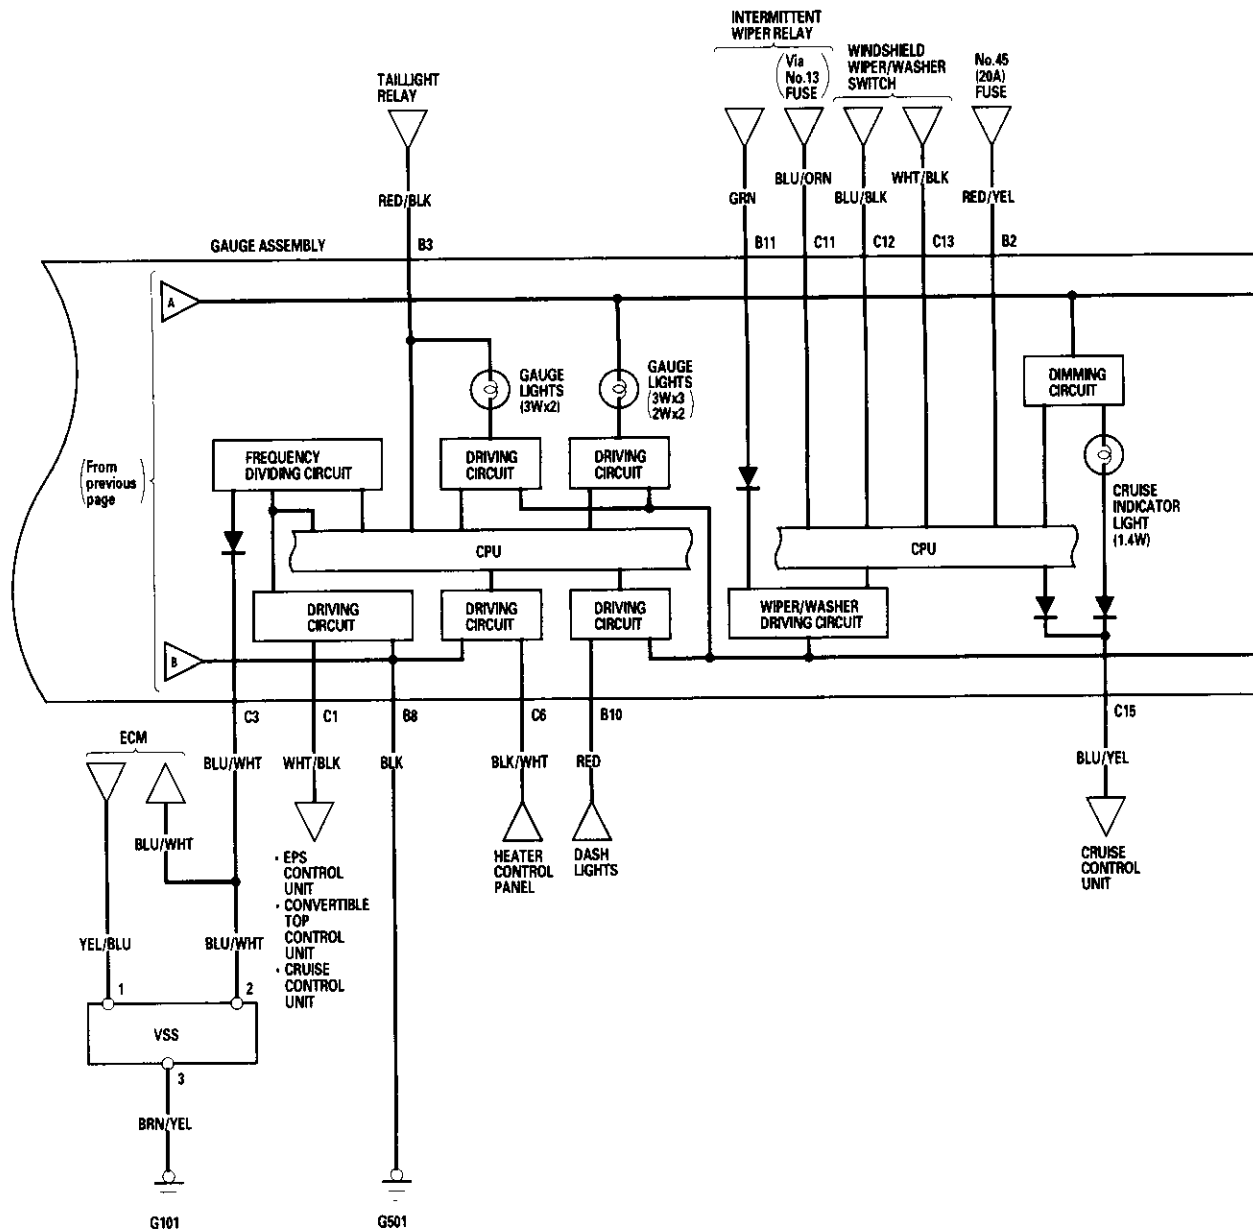 INTERMITTENT
WIPER RELAY
(Via
No.13
FUSE)
WINDSHIELD
WIPER/WASHER
SWITCH
No.45
(20A)
FUSE
TAILLIGHT
RELAY
RED/BLK
GRN
BLU/ORN
BLU/BLK
WHT/BLK
RED/YEL
GAUGE ASSEMBLY
B3
B11
C11
C12
C13
B2
A
GAUGE
LIGHTS
(3Wx2)
GAUGE
LIGHTS
(3Wx3
2Wx2)
DIMMING
CIRCUIT
(From
previous
page)
FREQUENCY
DIVIDING CIRCUIT
DRIVING
CIRCUIT
DRIVING
CIRCUIT
CRUISE
INDICATOR
LIGHT
(1.4W)
CPU
CPU
DRIVING
CIRCUIT
DRIVING
CIRCUIT
DRIVING
CIRCUIT
WIPER/WASHER
DRIVING CIRCUIT
B
C3
C1
B8
C6
B10
C15
ECM
BLU/WHT
WHT/BLK
BLK
BLK/WHT
RED
BLU/YEL
BLU/WHT
· EPS
CONTROL
UNIT
· CONVERTIBLE
TOP
CONTROL
UNIT
· CRUISE
CONTROL
UNIT
HEATER
CONTROL
PANEL
DASH
LIGHTS
CRUISE
CONTROL
UNIT
YEL/BLU
BLU/WHT
1
2
VSS
3
BRN/YEL
G101
G501